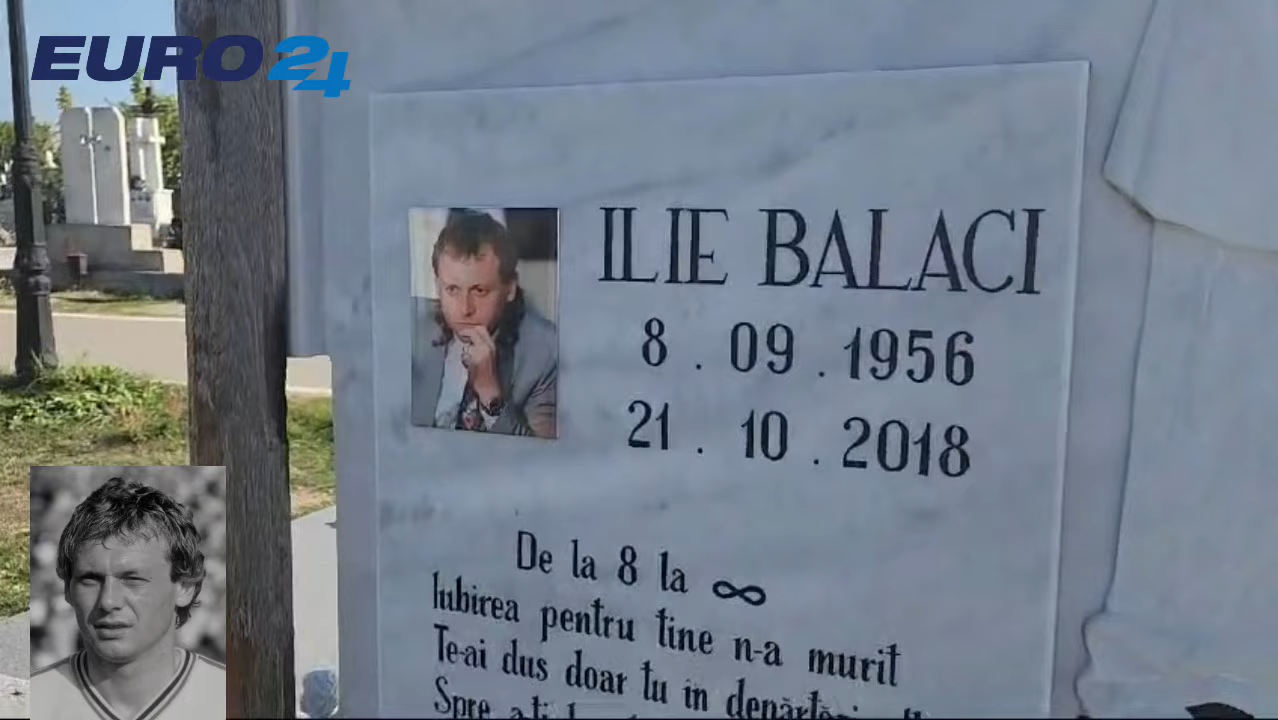 EURO24
ILIE BALACI
8 . 09 . 1956
21 . 10 . 2018
De la 8 la ∞
Iubirea pentru tine n-a murit
Te-ai dus doar tu în
Spre